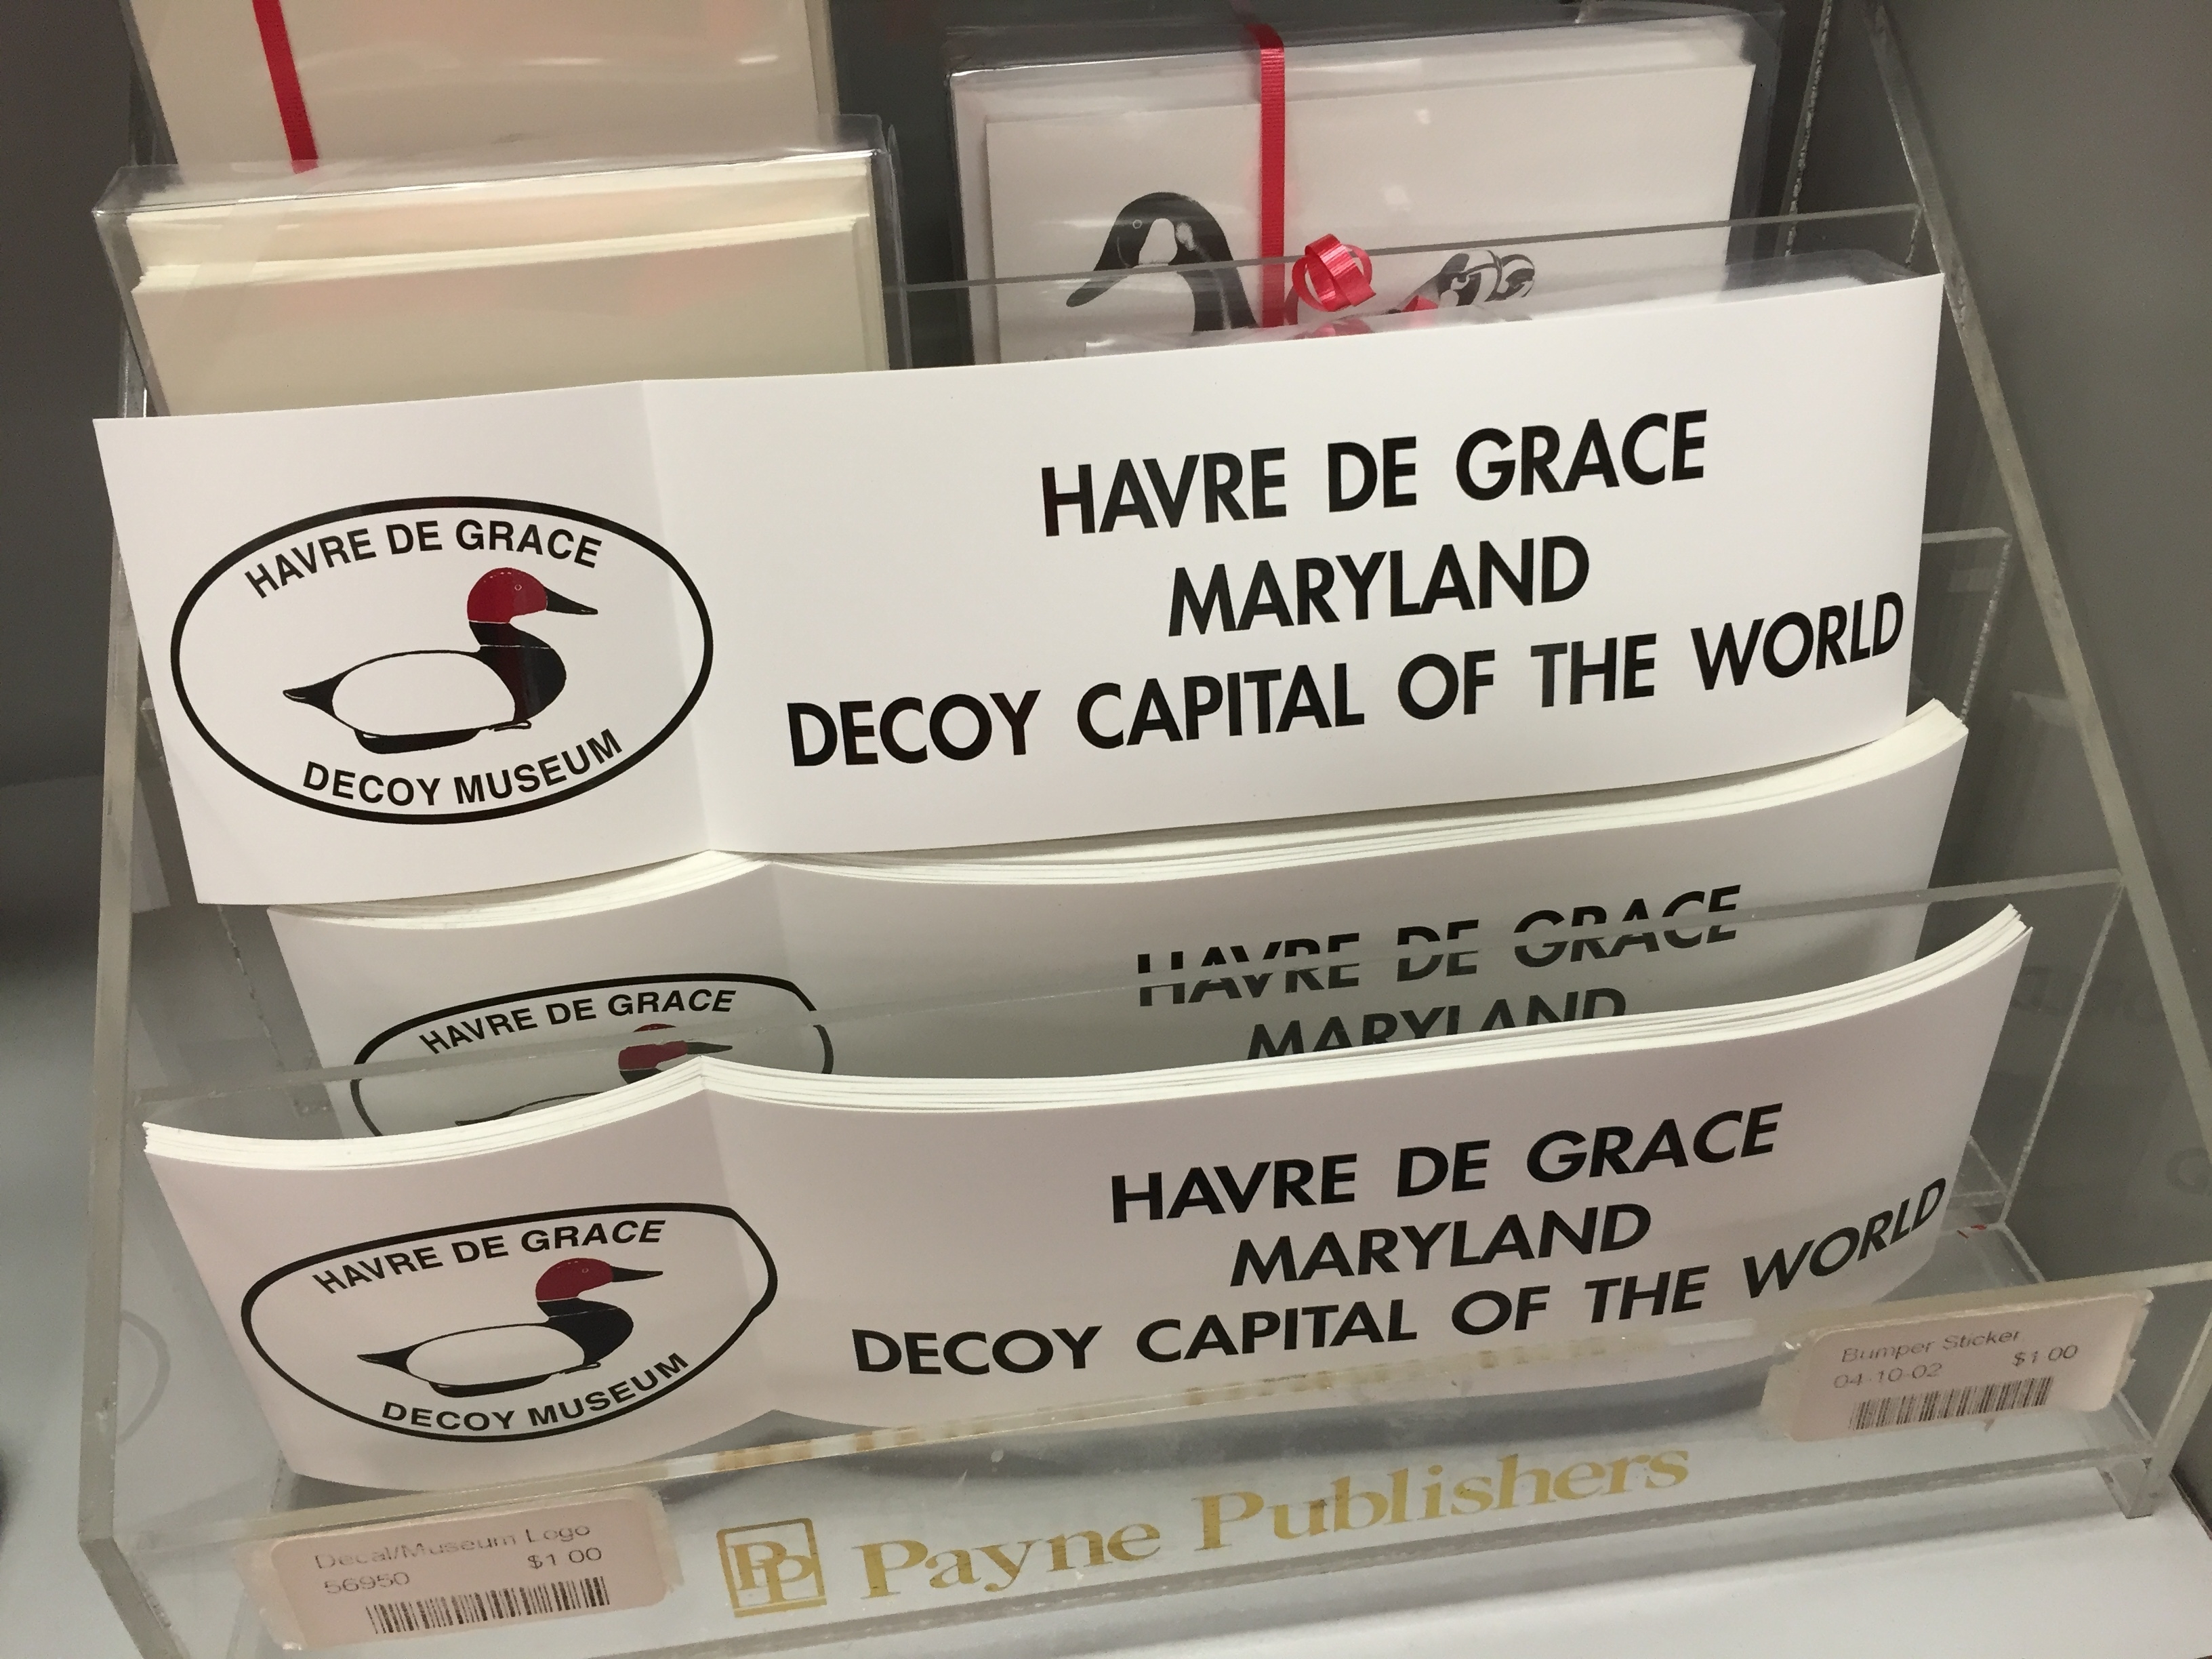 HAVRE DE GRACE
DECOY MUSEUM
HAVRE DE GRACE
MARYLAND
DECOY CAPITAL OF THE WORLD
HAVRE DE GRACE
HAVRE DE GRACE
MARYLAND
HAVRE DE GRACE
DECOY MUSEUM
HAVRE DE GRACE
MARYLAND
DECOY CAPITAL OF THE WORLD
Bumper Sticker
04-10-02 $1.00
Decal/Museum Logo
56950 $1.00
PP Payne Publishers